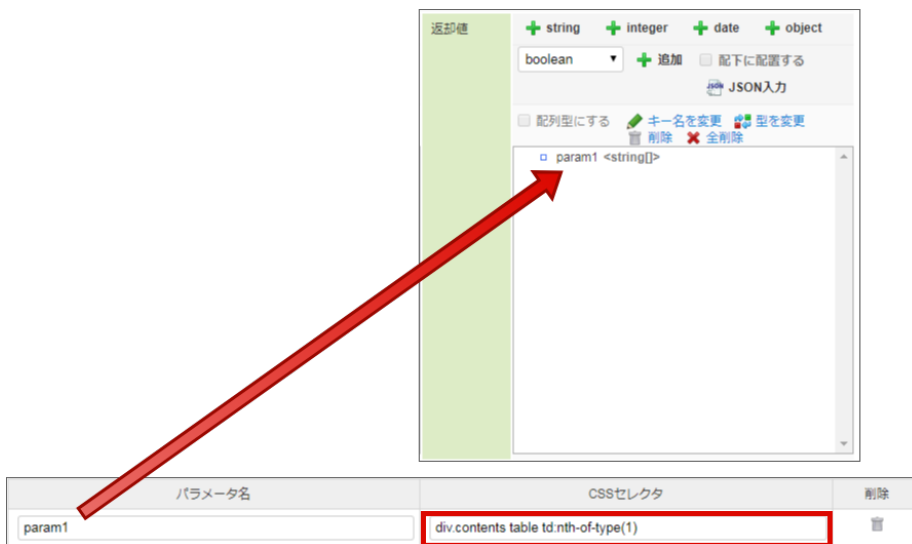 返却値
string integer date object
boolean 追加 配下に配置する
JSON入力
配列型にする キー名を変更 型を変更
削除 全削除
param1 <string[]>
パラメータ名 CSSセレクタ 削除
param1 div.contents table td:nth-of-type(1)